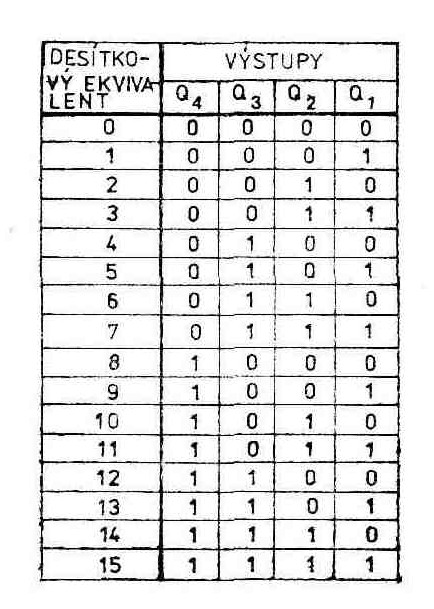 DESÍTKO- VÝSTUPY
VÝ EKVIVA-
LENT Q4 Q3 Q2 Q1
0 0 0 0 0
1 0 0 0 1
2 0 0 1 0
3 0 0 1 1
4 0 1 0 0
5 0 1 0 1
6 0 1 1 0
7 0 1 1 1
8 1 0 0 0
9 1 0 0 1
10 1 0 1 0
11 1 0 1 1
12 1 1 0 0
13 1 1 0 1
14 1 1 1 0
15 1 1 1 1